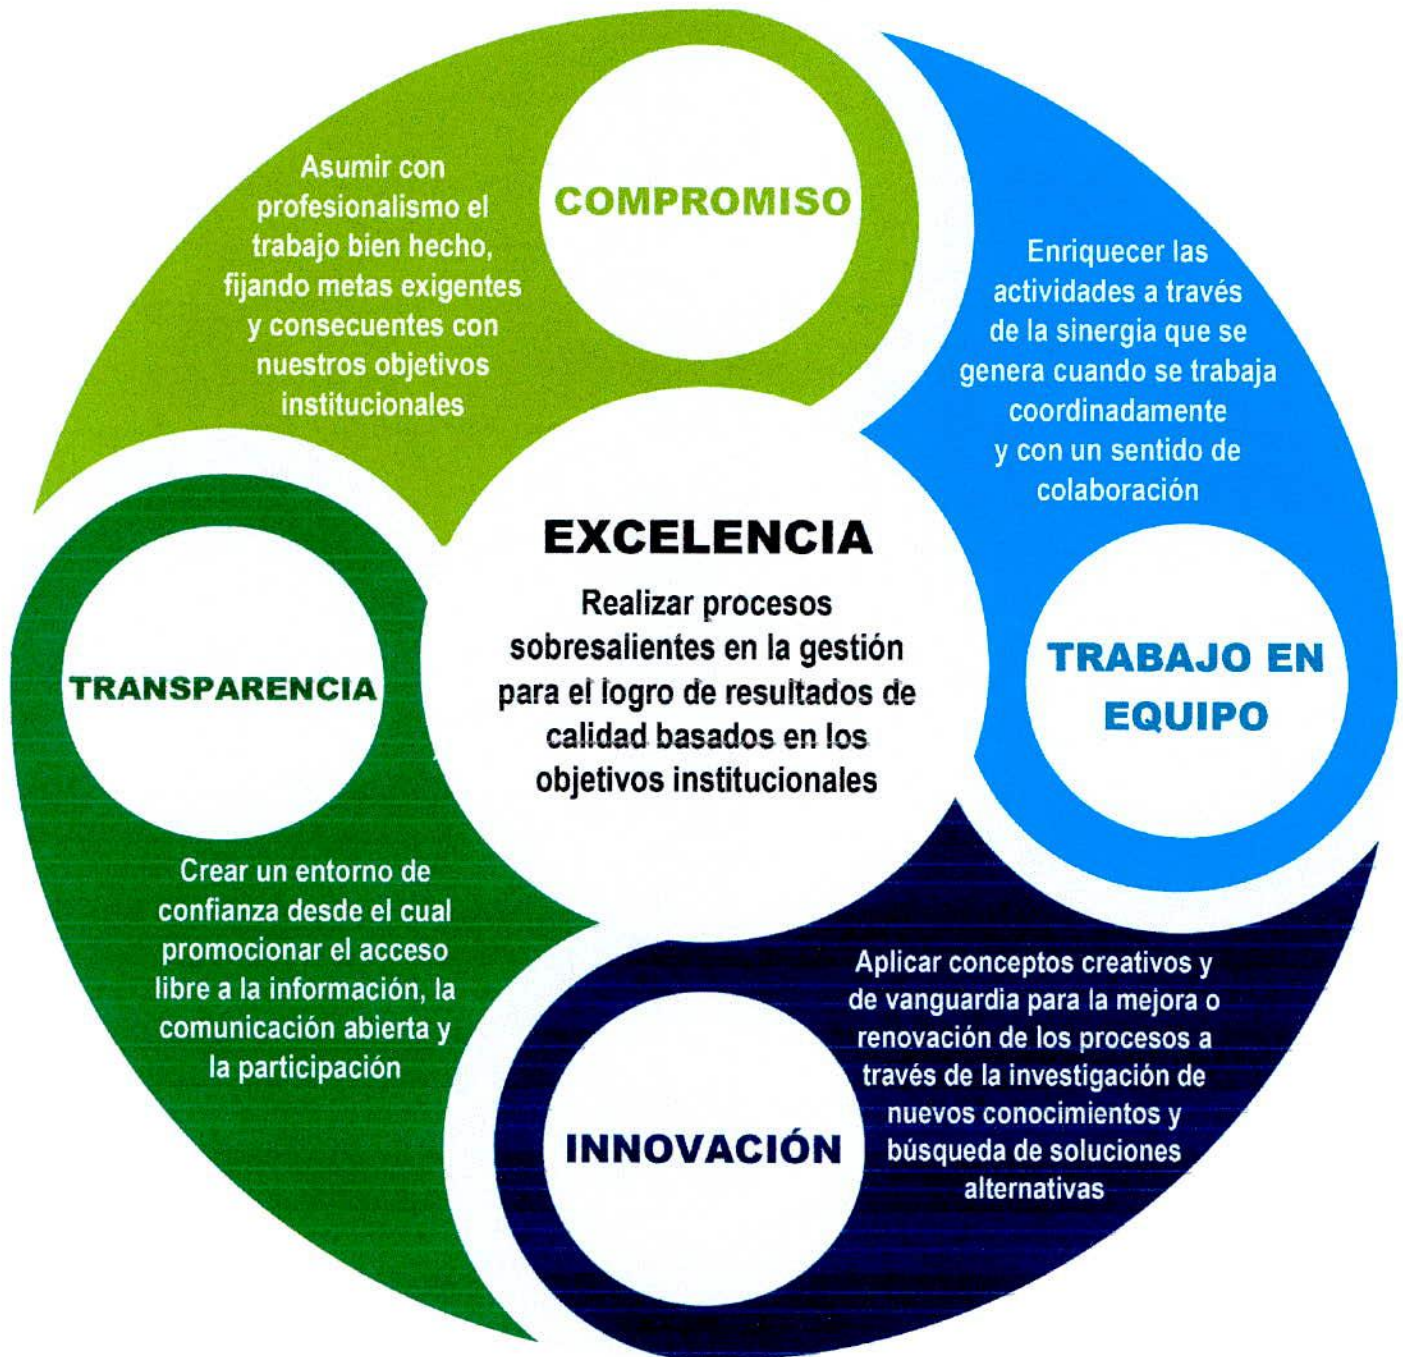 COMPROMISO
Asumir con
profesionalismo el
trabajo bien hecho,
fijando metas exigentes
y consecuentes con
nuestros objetivos
institucionales
Enriquecer las
actividades a través
de la sinergia que se
genera cuando se trabaja
coordinadamente
y con un sentido de
colaboración
TRABAJO EN
EQUIPO
EXCELENCIA
Realizar procesos
sobresalientes en la gestión
para el logro de resultados de
calidad basados en los
objetivos institucionales
TRANSPARENCIA
Crear un entorno de
confianza desde el cual
promocionar el acceso
libre a la información, la
comunicación abierta y
la participación
INNOVACIÓN
Aplicar conceptos creativos y
de vanguardia para la mejora o
renovación de los procesos a
través de la investigación de
nuevos conocimientos y
búsqueda de soluciones
alternativas